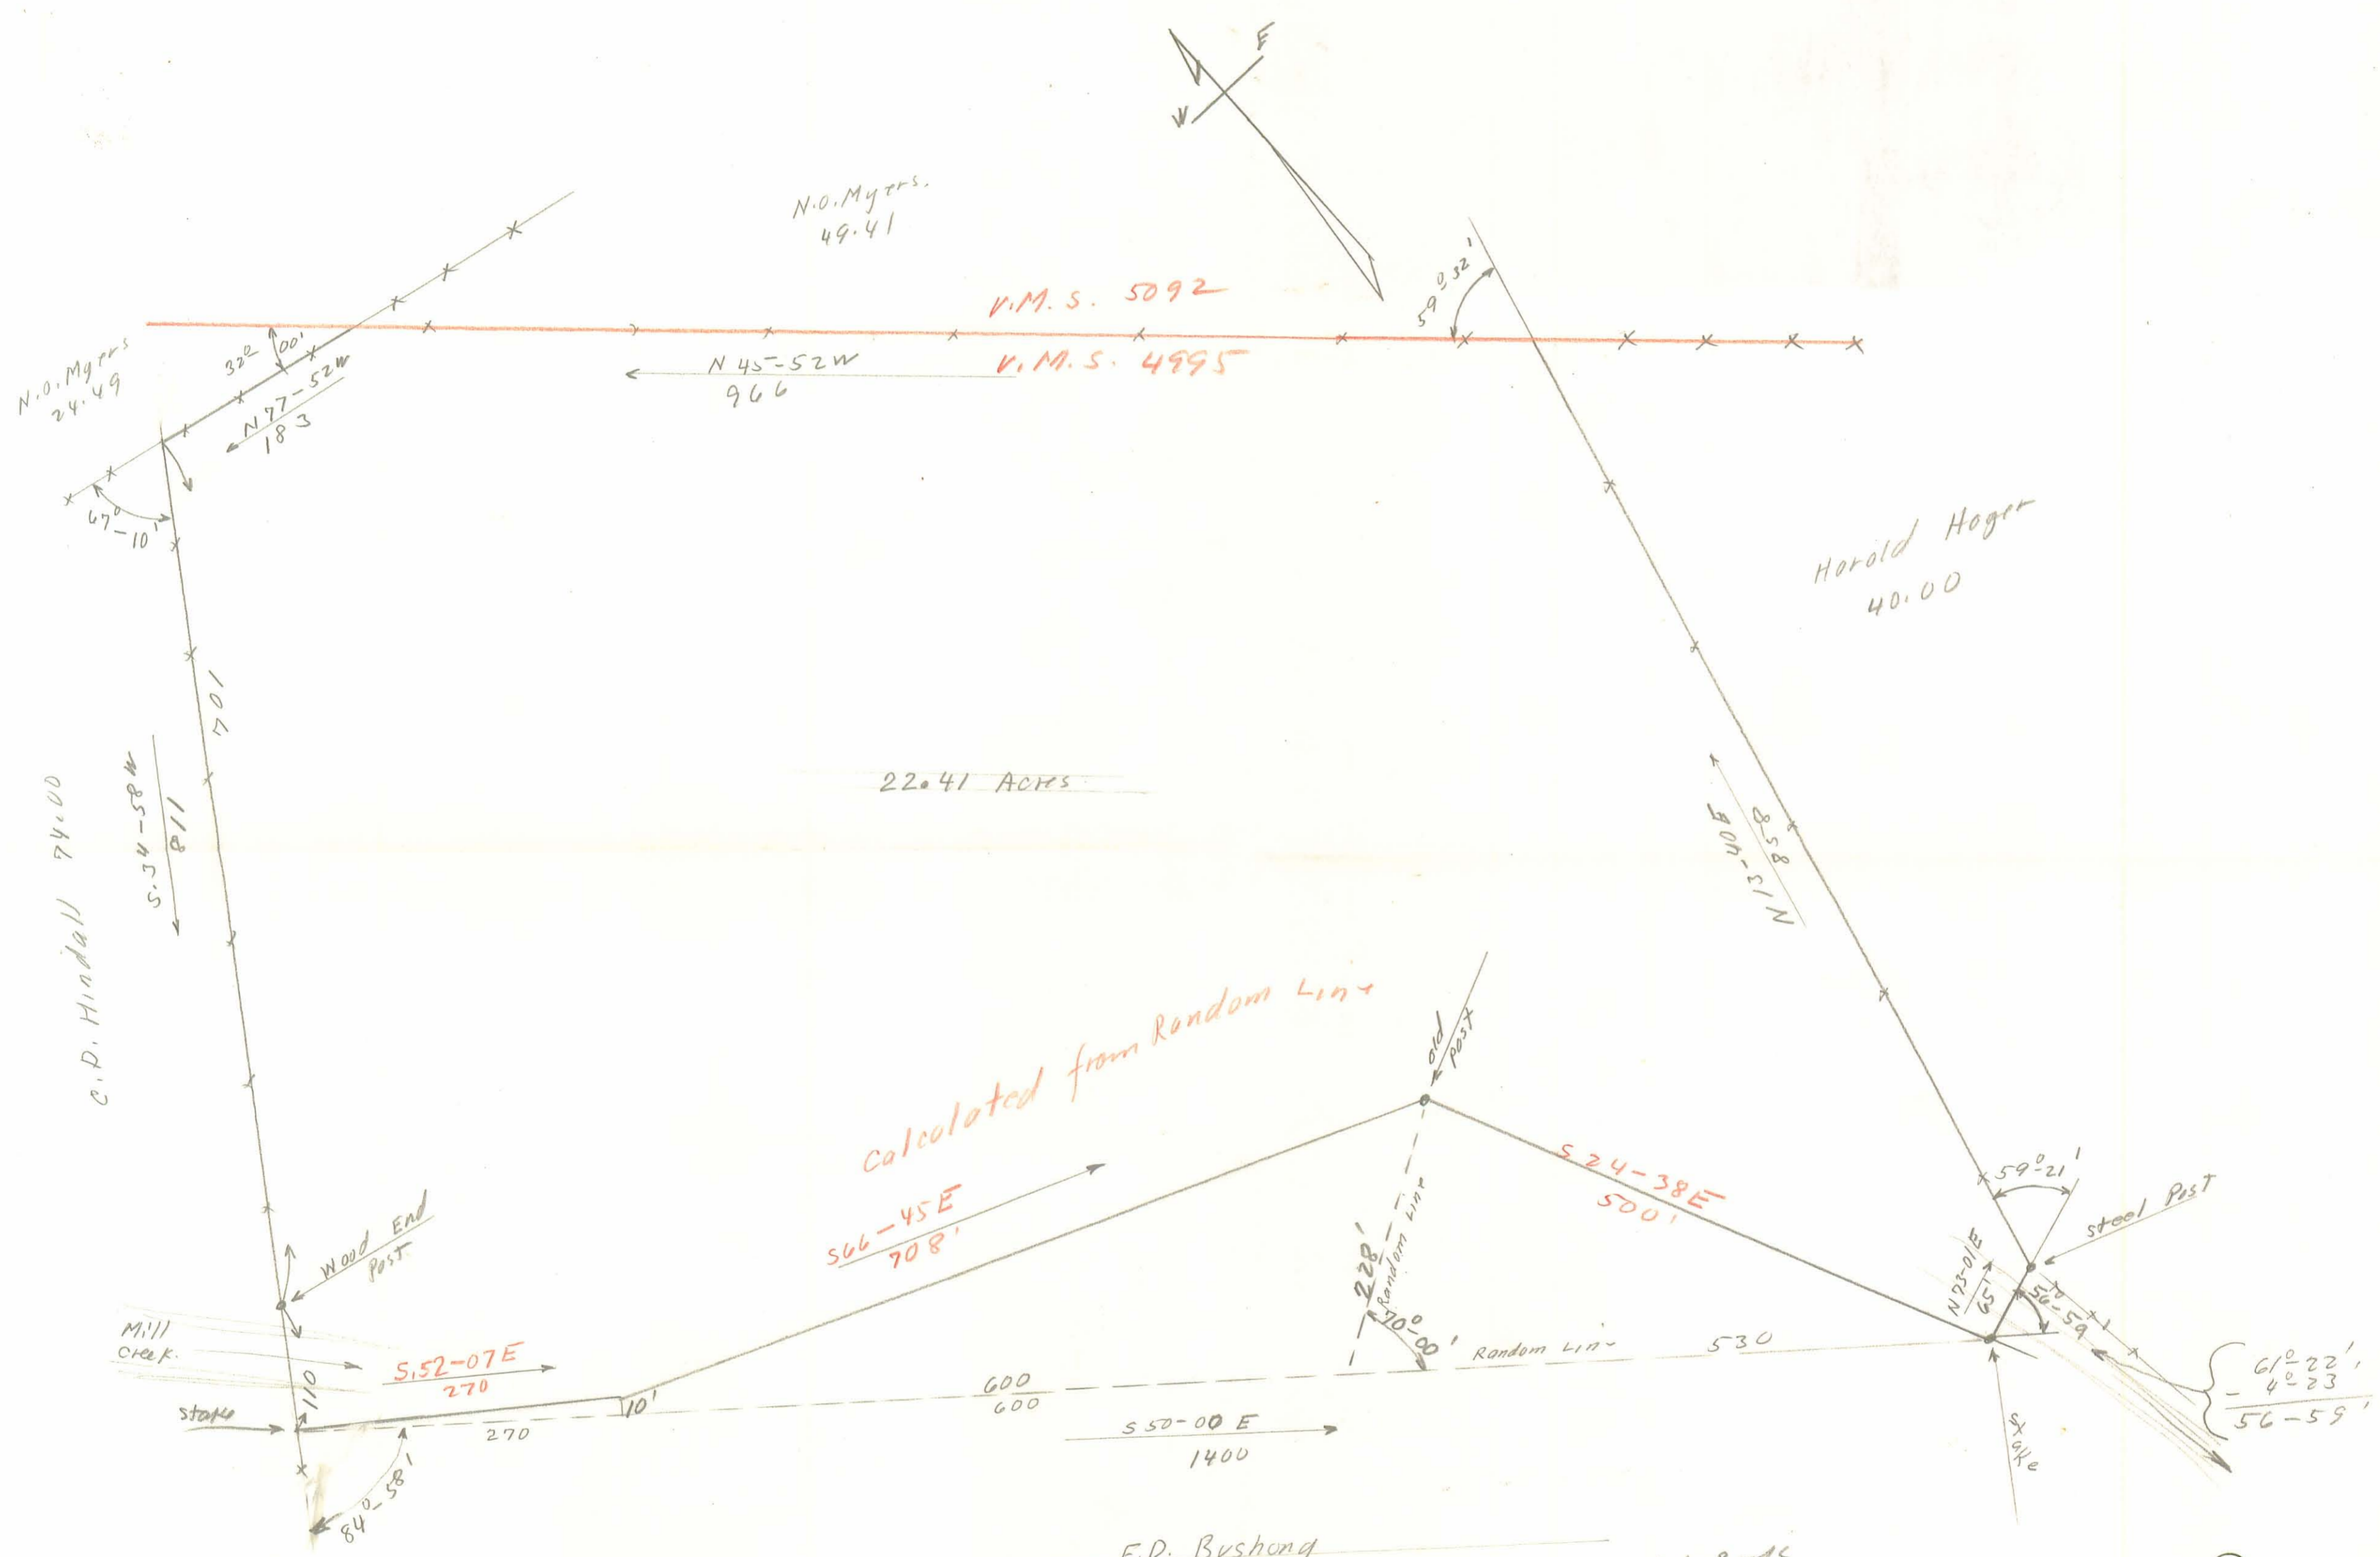 E
W
N.O. Myers.
49.41
V.M.S. 5092
59°32'
N.O. Myers
24.49
32°-00'
N 77-52W
183
N 45-52W
966
V.M.S. 4995
67°-10'
Harold Hoger
40.00
701
S.34-58W
811
C.D. Hindall 74.00
22.41 Acres
N 13-40E
858
Calculated from Random Line
old
Post
S66-45E
708'
S 24-38E
500'
228'
Random Line
70°-00'
59°-21'
Steel Post
N 73-01E
65'
56°-59'
61°-22'
- 4°-23
56-59'
Wood End
Post
Mill
Creek.
110
S.52-07E
270
Stake
270
10'
600
600
Random Line
530
S 50-00 E
1400
84°-58'
Stake
E.D. Bushong